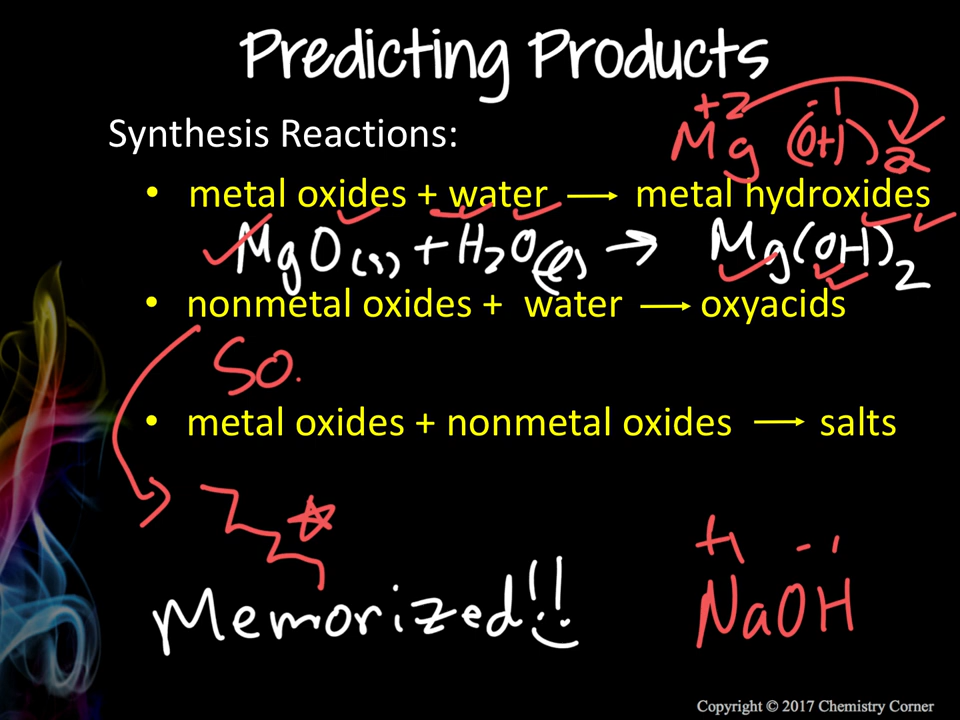 Predicting Products
Synthesis Reactions:
+2 -1
Mg (OH)2
• metal oxides + water → metal hydroxides
MgO(s) + H2O(l) → Mg(OH)2
• nonmetal oxides + water → oxyacids
SO.
• metal oxides + nonmetal oxides → salts
+1 -1
NaOH
Memorized!!
Copyright © 2017 Chemistry Corner